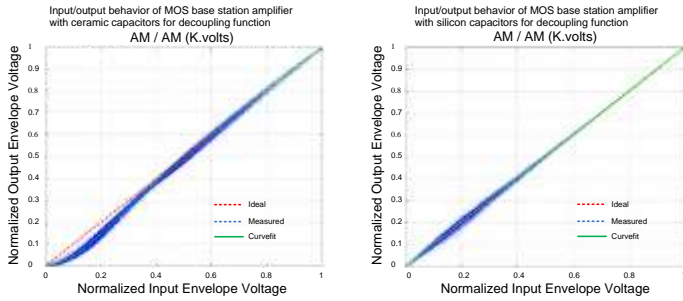 Input/output behavior of MOS base station amplifier
with ceramic capacitors for decoupling function
AM / AM (K.volts)
Normalized Output Envelope Voltage
1
0.9
0.8
0.7
0.6
0.5
0.4
0.3
0.2
0.1
0
Ideal
Measured
Curvefit
0
0.2
0.4
0.6
0.8
1
Normalized Input Envelope Voltage
Input/output behavior of MOS base station amplifier
with silicon capacitors for decoupling function
AM / AM (K.volts)
Normalized Output Envelope Voltage
1
0.9
0.8
0.7
0.6
0.5
0.4
0.3
0.2
0.1
0
Ideal
Measured
Curvefit
0
0.2
0.4
0.6
0.8
1
Normalized Input Envelope Voltage